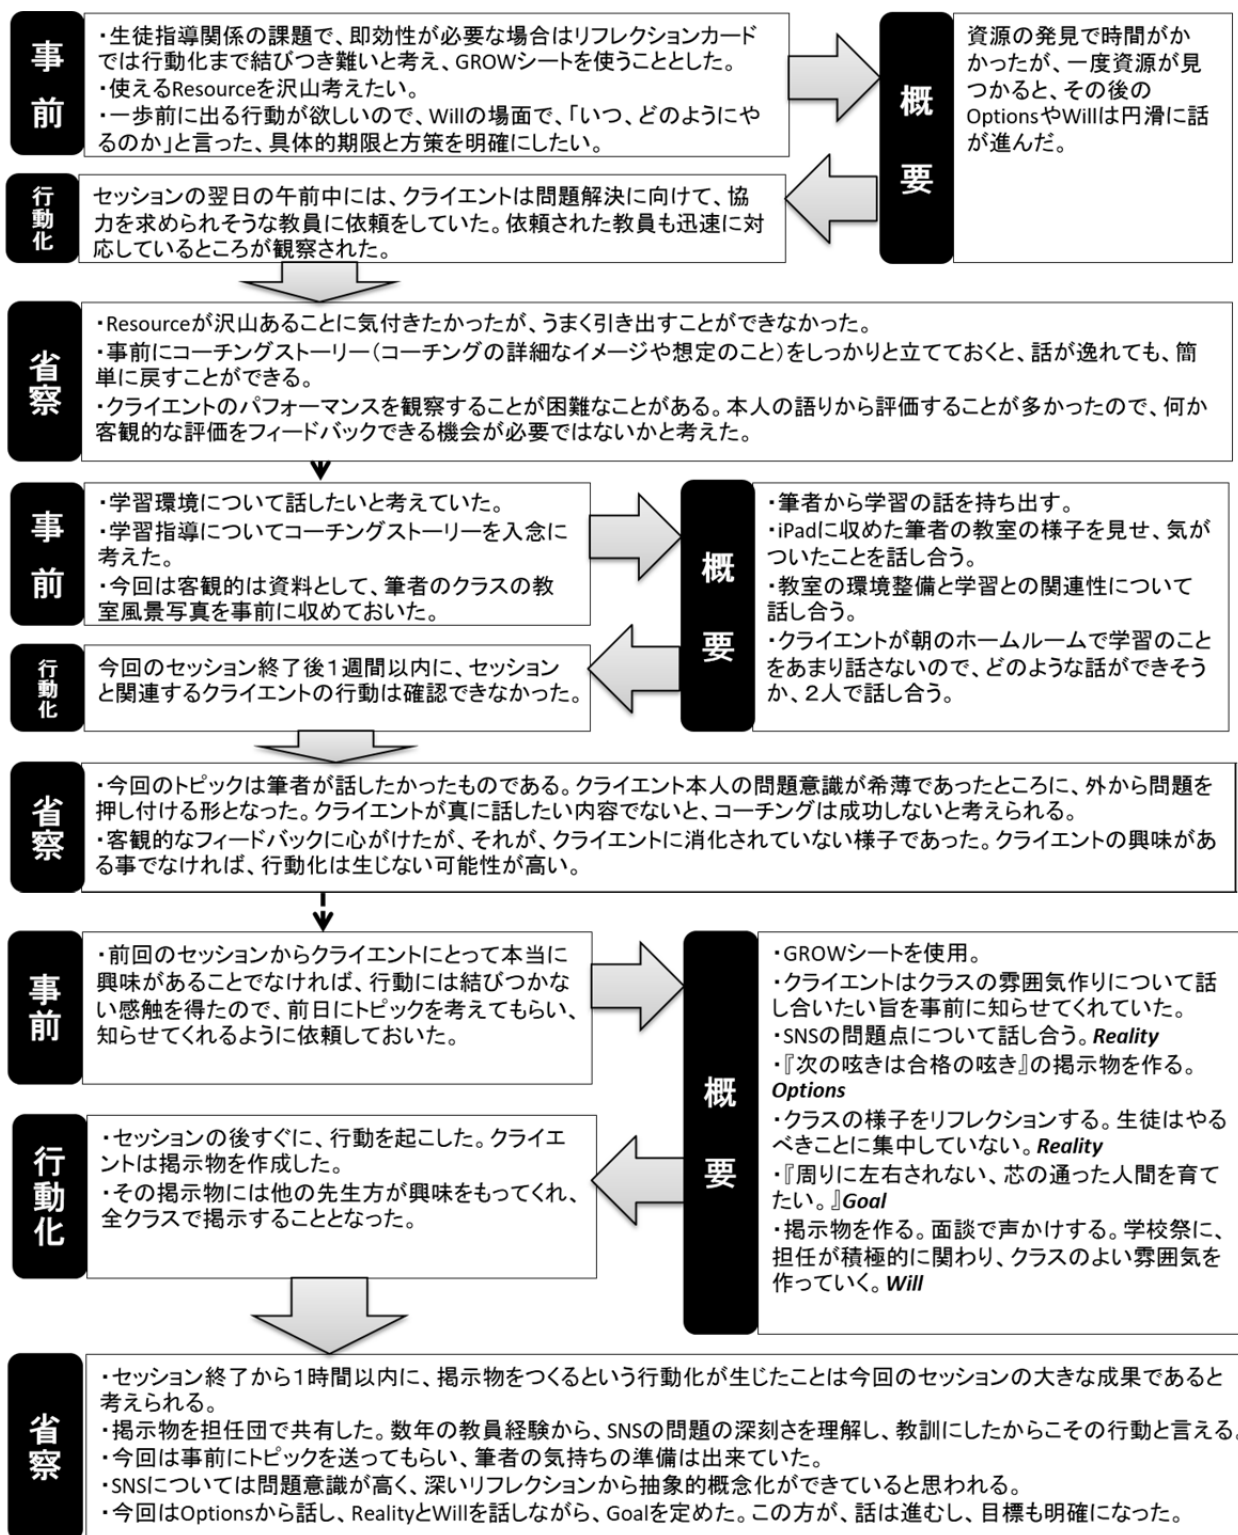 事前
・生徒指導関係の課題で、即効性が必要な場合はリフレクションカード
では行動化まで結びつき難いと考え、GROWシートを使うこととした。
・使えるResourceを沢山考えたい。
・一歩前に出る行動が欲しいので、Willの場面で、「いつ、どのようにや
るのか」と言った、具体的期限と方策を明確にしたい。
概要
資源の発見で時間がか
かったが、一度資源が見
つかると、その後の
OptionsやWillは円滑に話
が進んだ。
行動化
セッションの翌日の午前中には、クライエントは問題解決に向けて、協
力を求められそうな教員に依頼をしていた。依頼された教員も迅速に対
応しているところが観察された。
省察
・Resourceが沢山あることに気付きたかったが、うまく引き出すことができなかった。
・事前にコーチングストーリー(コーチングの詳細なイメージや想定のこと)をしっかりと立てておくと、話が逸れても、簡
単に戻すことができる。
・クライエントのパフォーマンスを観察することが困難なことがある。本人の語りから評価することが多かったので、何か
客観的な評価をフィードバックできる機会が必要ではないかと考えた。
事前
・学習環境について話したいと考えていた。
・学習指導についてコーチングストーリーを入念に
考えた。
・今回は客観的は資料として、筆者のクラスの教
室風景写真を事前に収めておいた。
概要
・筆者から学習の話を持ち出す。
・iPadに収めた筆者の教室の様子を見せ、気が
ついたことを話し合う。
・教室の環境整備と学習との関連性について
話し合う。
・クライエントが朝のホームルームで学習のこと
をあまり話さないので、どのような話ができそう
か、2人で話し合う。
行動化
今回のセッション終了後1週間以内に、セッション
と関連するクライエントの行動は確認できなかった。
省察
・今回のトピックは筆者が話したかったものである。クライエント本人の問題意識が希薄であったところに、外から問題を
押し付ける形となった。クライエントが真に話したい内容でないと、コーチングは成功しないと考えられる。
・客観的なフィードバックに心がけたが、それが、クライエントに消化されていない様子であった。クライエントの興味があ
る事でなければ、行動化は生じない可能性が高い。
事前
・前回のセッションからクライエントにとって本当に
興味があることでなければ、行動には結びつかな
い感触を得たので、前日にトピックを考えてもらい、
知らせてくれるように依頼しておいた。
概要
・GROWシートを使用。
・クライエントはクラスの雰囲気作りについて話
し合いたい旨を事前に知らせてくれていた。
・SNSの問題点について話し合う。Reality
・『次の呟きは合格の呟き』の掲示物を作る。
Options
・クラスの様子をリフレクションする。生徒はやる
べきことに集中していない。Reality
・『周りに左右されない、芯の通った人間を育て
たい。』Goal
・掲示物を作る。面談で声かけする。学校祭に、
担任が積極的に関わり、クラスのよい雰囲気を
作っていく。Will
行動化
・セッションの後すぐに、行動を起こした。クライエ
ントは掲示物を作成した。
・その掲示物には他の先生方が興味をもってくれ、
全クラスで掲示することとなった。
省察
・セッション終了から1時間以内に、掲示物をつくるという行動化が生じたことは今回のセッションの大きな成果であると
考えられる。
・掲示物を担任団で共有した。数年の教員経験から、SNSの問題の深刻さを理解し、教訓にしたからこその行動と言える。
・今回は事前にトピックを送ってもらい、筆者の気持ちの準備は出来ていた。
・SNSについては問題意識が高く、深いリフレクションから抽象的概念化ができていると思われる。
・今回はOptionsから話し、RealityとWillを話しながら、Goalを定めた。この方が、話は進むし、目標も明確になった。